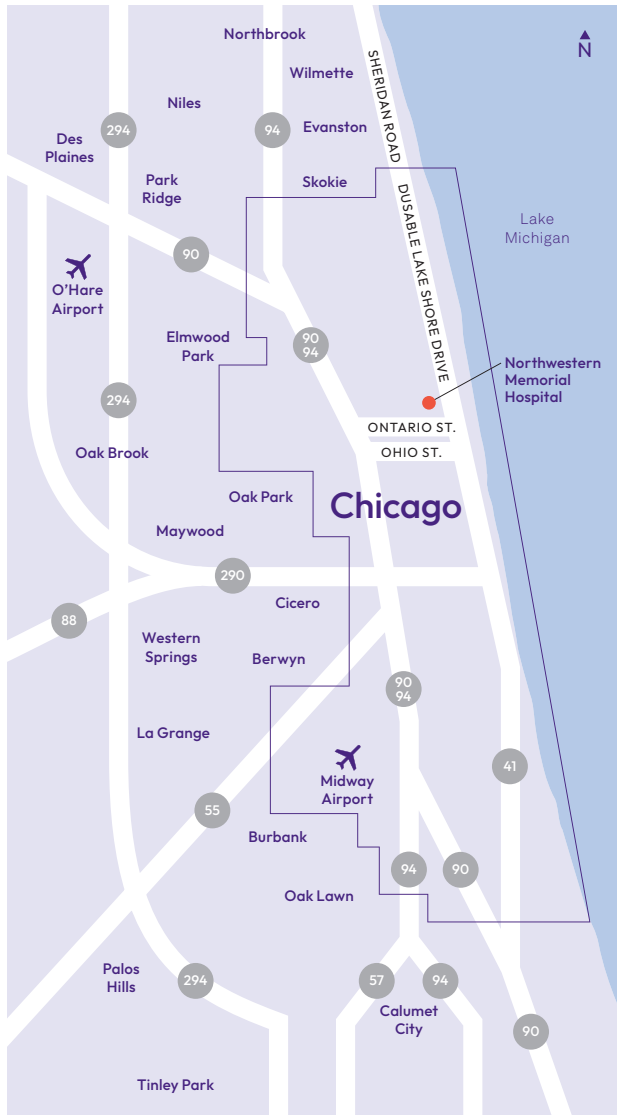 Northbrook
N
SHERIDAN ROAD
Wilmette
Niles
Evanston
294
94
Des
Plaines
Park
Ridge
Skokie
DUSABLE LAKE SHORE DRIVE
Lake
Michigan
90
O'Hare
Airport
Elmwood
Park
90
94
Northwestern
Memorial
Hospital
294
ONTARIO ST.
OHIO ST.
Oak Brook
Oak Park
Chicago
Maywood
290
Cicero
88
Western
Springs
Berwyn
90
94
La Grange
41
Midway
Airport
55
Burbank
94
90
Oak Lawn
Palos
Hills
294
57
94
Calumet
City
90
Tinley Park